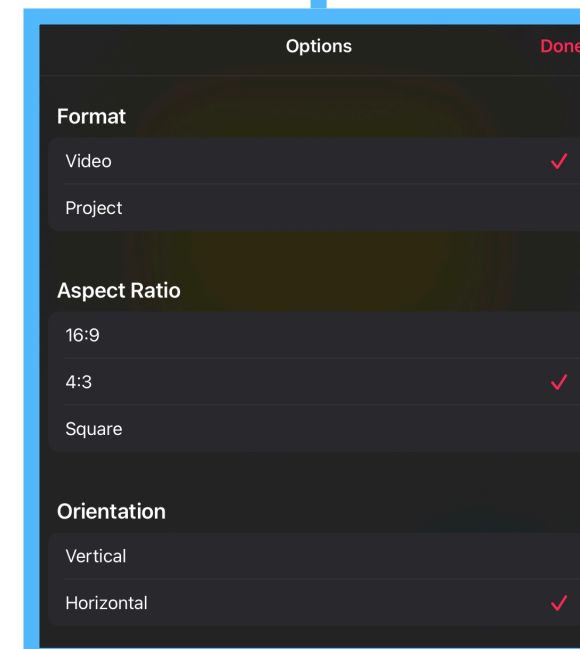 Options
Done
Format
Video
Project
Aspect Ratio
16:9
4:3
Square
Orientation
Vertical
Horizontal